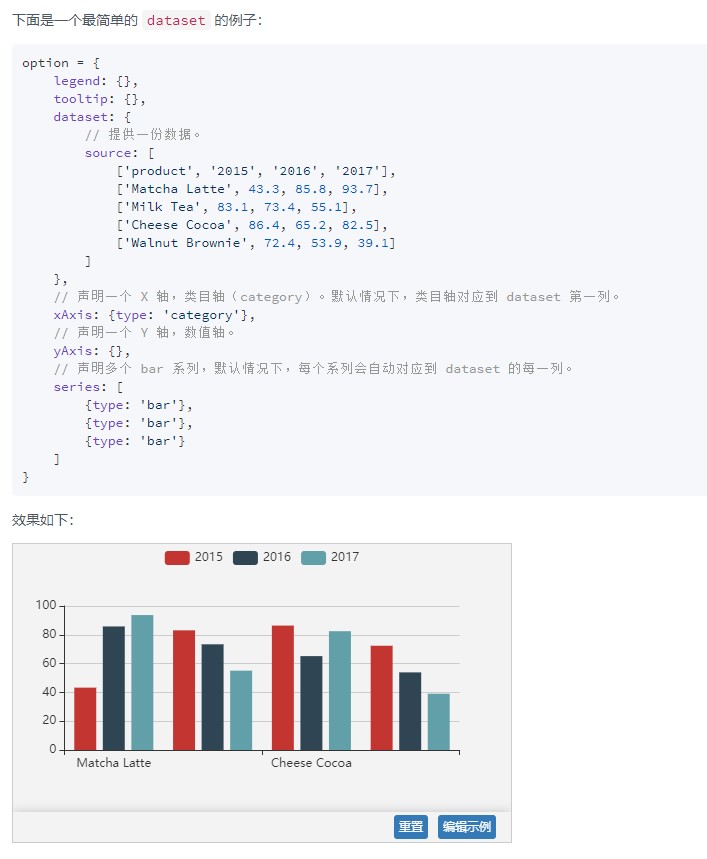 下面是一个最简单的 dataset 的例子：
option = {
    legend: {},
    tooltip: {},
    dataset: {
        // 提供一份数据。
        source: [
            ['product', '2015', '2016', '2017'],
            ['Matcha Latte', 43.3, 85.8, 93.7],
            ['Milk Tea', 83.1, 73.4, 55.1],
            ['Cheese Cocoa', 86.4, 65.2, 82.5],
            ['Walnut Brownie', 72.4, 53.9, 39.1]
        ]
    },
    // 声明一个 X 轴，类目轴（category）。默认情况下，类目轴对应到 dataset 第一列。
    xAxis: {type: 'category'},
    // 声明一个 Y 轴，数值轴。
    yAxis: {},
    // 声明多个 bar 系列，默认情况下，每个系列会自动对应到 dataset 的每一列。
    series: [
        {type: 'bar'},
        {type: 'bar'},
        {type: 'bar'}
    ]
}
效果如下：
2015 2016 2017
100
80
60
40
20
0
Matcha Latte Cheese Cocoa
重置 编辑示例